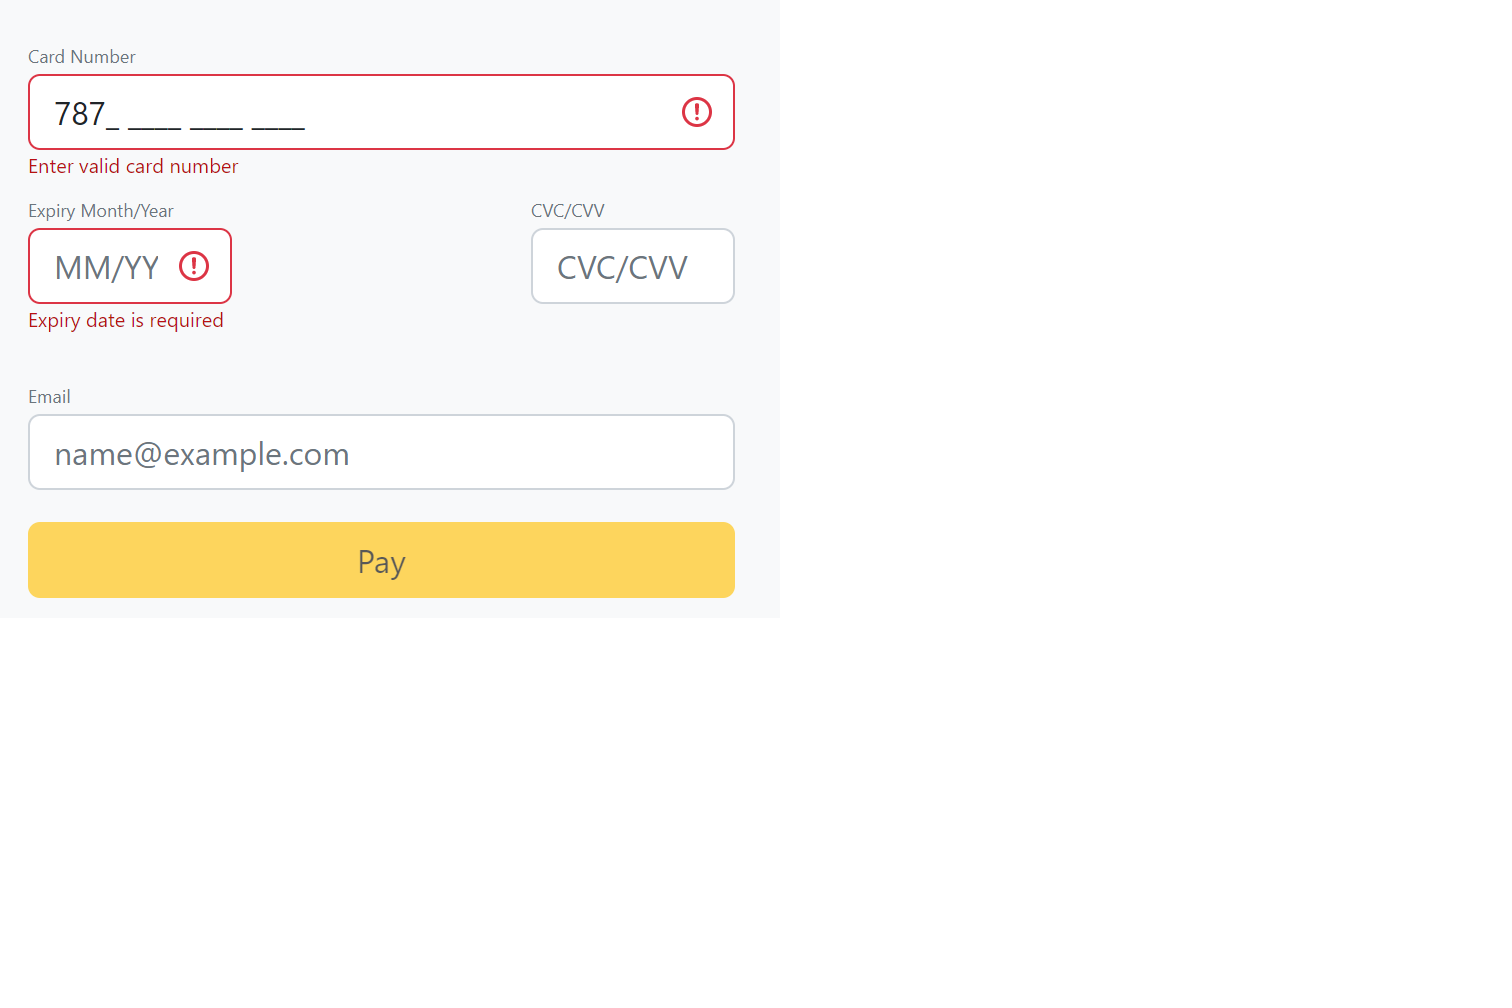 Card Number
787_ ____ ____ ____
Enter valid card number
Expiry Month/Year CVC/CVV
MM/YY CVC/CVV
Expiry date is required
Email
name@example.com
Pay